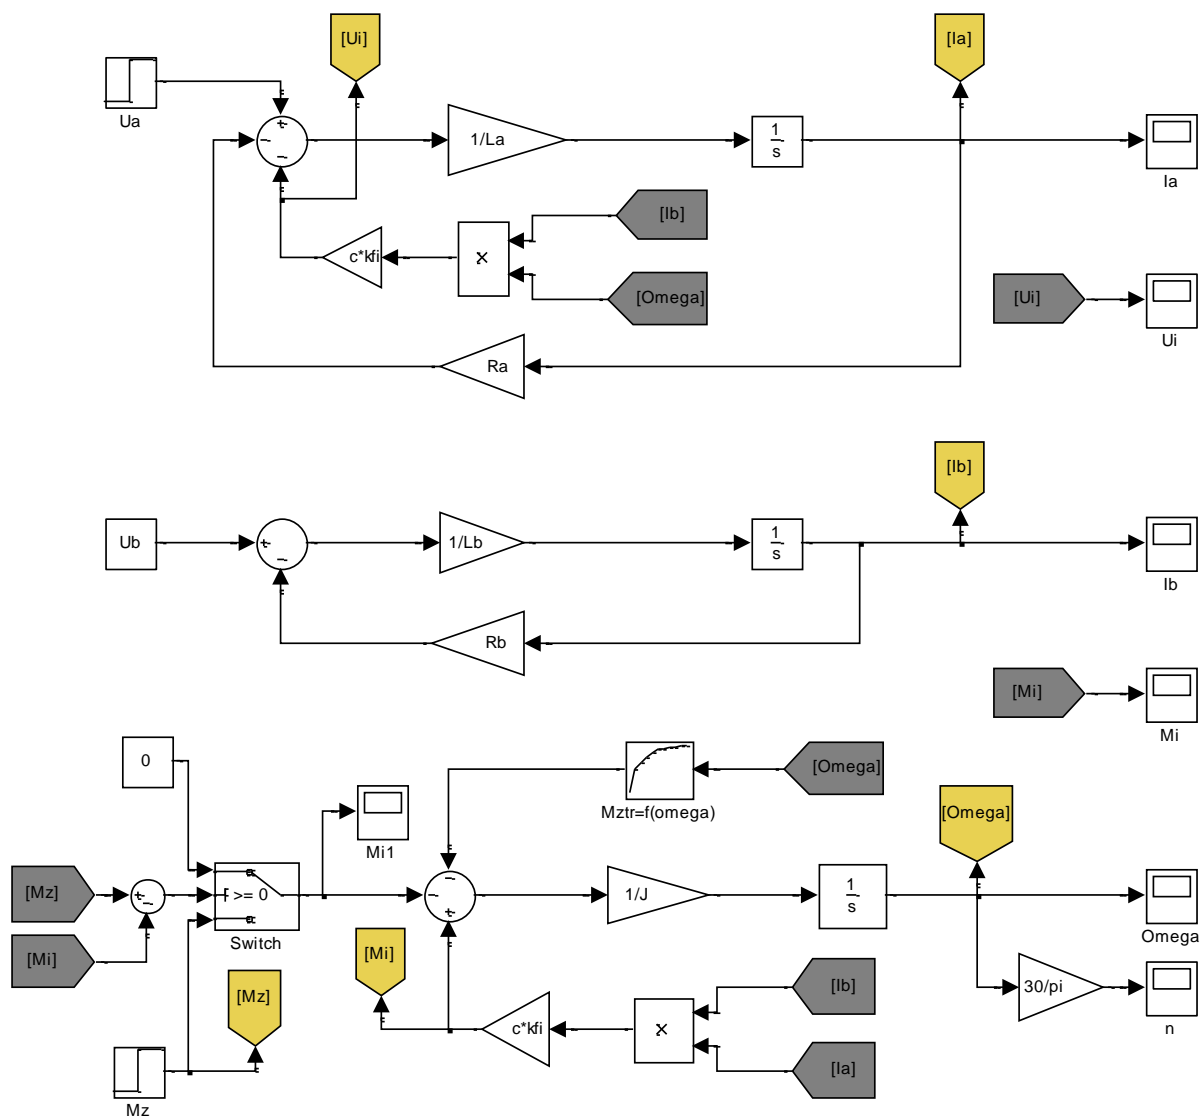 [Ui]
[Ia]
Ua
+
-
-
1/La
1
s
Ia
[Ib]
c*kfi
x
[Omega]
[Ui]
Ui
Ra
[Ib]
Ub
+
-
1/Lb
1
s
Ib
Rb
[Mi]
Mi
0
[Omega]
Mztr=f(omega)
Mi1
[Omega]
[Mz]
+
-
>= 0
Switch
-
-
+
1/J
1
s
Omega
[Mi]
[Mi]
[Mz]
[Ib]
30/pi
n
c*kfi
x
[Ia]
Mz